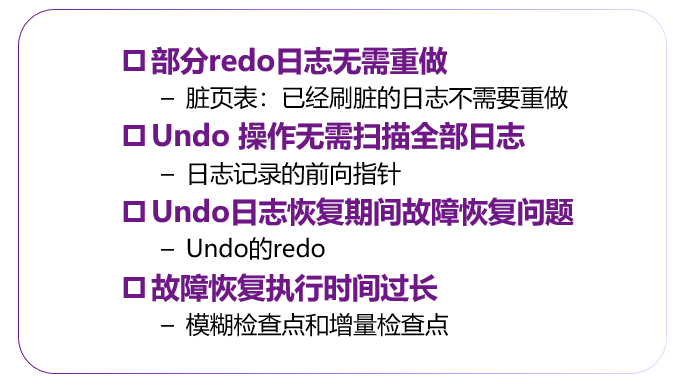 部分redo日志无需重做
– 脏页表：已经刷脏的日志不需要重做
Undo 操作无需扫描全部日志
– 日志记录的前向指针
Undo日志恢复期间故障恢复问题
– Undo的redo
故障恢复执行时间过长
– 模糊检查点和增量检查点